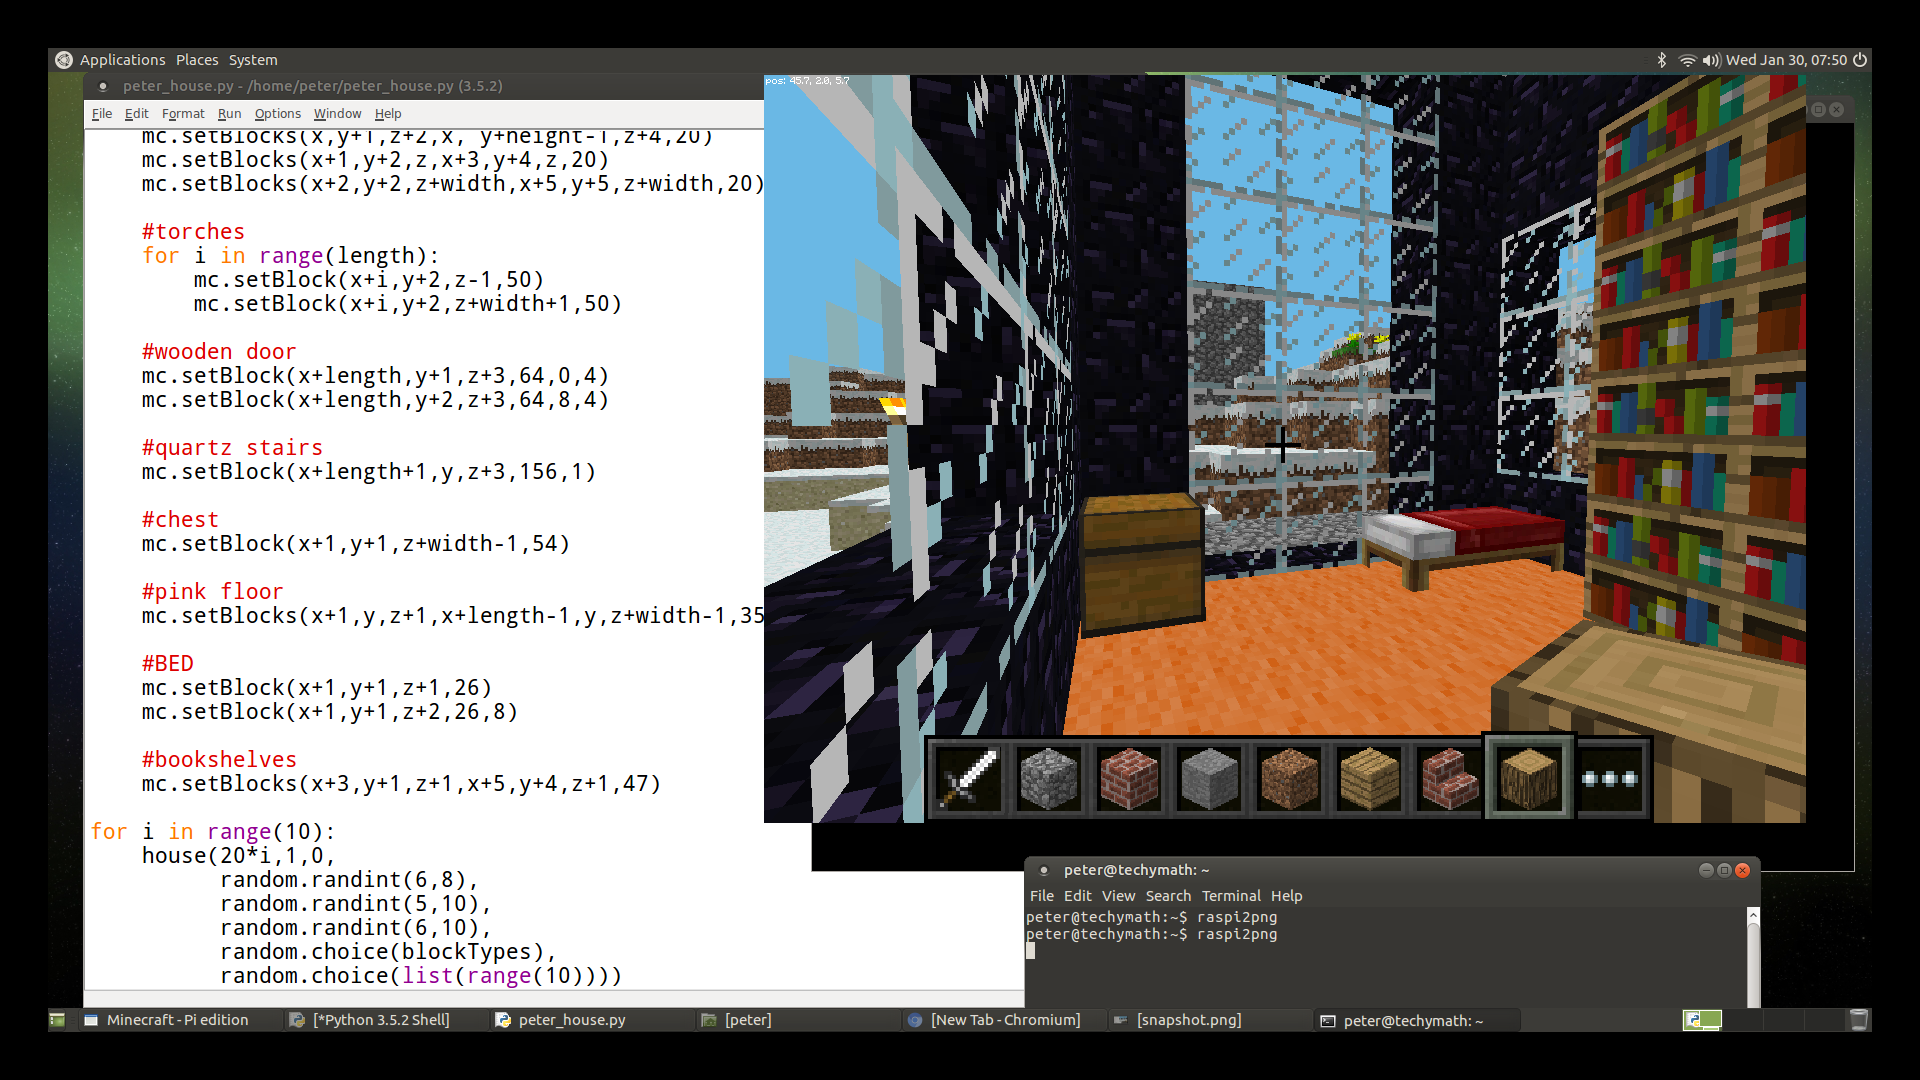 Applications Places System
Wed Jan 30, 07:50
peter_house.py - /home/peter/peter_house.py (3.5.2)
File Edit Format Run Options Window Help
mc.setBlocks(x,y+1,z+2,x, y+height-1,z+4,20)
mc.setBlocks(x+1,y+2,z,x+3,y+4,z,20)
mc.setBlocks(x+2,y+2,z+width,x+5,y+5,z+width,20)
#torches
for i in range(length):
mc.setBlock(x+i,y+2,z-1,50)
mc.setBlock(x+i,y+2,z+width+1,50)
#wooden door
mc.setBlock(x+length,y+1,z+3,64,0,4)
mc.setBlock(x+length,y+2,z+3,64,8,4)
#quartz stairs
mc.setBlock(x+length+1,y,z+3,156,1)
#chest
mc.setBlock(x+1,y+1,z+width-1,54)
#pink floor
mc.setBlocks(x+1,y,z+1,x+length-1,y,z+width-1,35
#BED
mc.setBlock(x+1,y+1,z+1,26)
mc.setBlock(x+1,y+1,z+2,26,8)
#bookshelves
mc.setBlocks(x+3,y+1,z+1,x+5,y+4,z+1,47)
for i in range(10):
house(20*i,1,0,
random.randint(6,8),
random.randint(5,10),
random.randint(6,10),
random.choice(blockTypes),
random.choice(list(range(10))))
pos: 45.7, 2.0, 5.7
peter@techymath: ~
File Edit View Search Terminal Help
peter@techymath:~$ raspi2png
peter@techymath:~$ raspi2png
Minecraft - Pi edition
[*Python 3.5.2 Shell]
peter_house.py
[peter]
[New Tab - Chromium]
[snapshot.png]
peter@techymath: ~